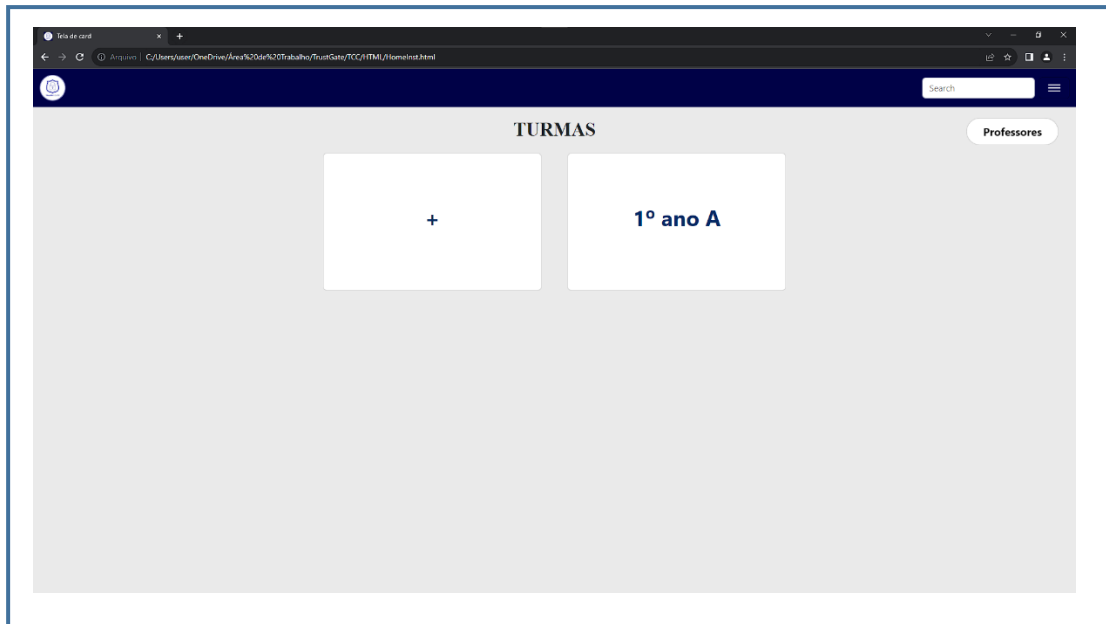 Tela de card
Arquivo | C:/Users/user/OneDrive/Área%20de%20Trabalho/TrustGate/TCC/HTML/HomeInst.html
Search
TURMAS
Professores
+
1º ano A